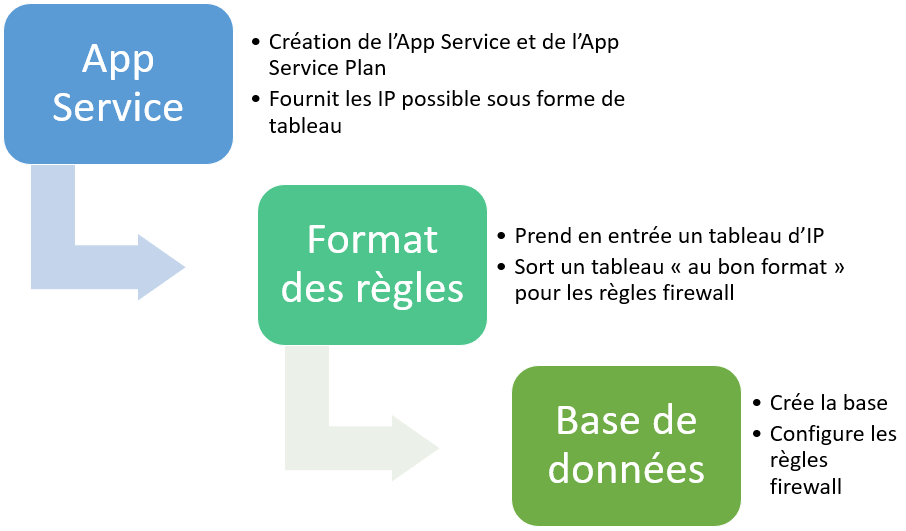 App
Service
• Création de l’App Service et de l’App
Service Plan
• Fournit les IP possible sous forme de
tableau
Format
des règles
• Prend en entrée un tableau d’IP
• Sort un tableau « au bon format »
pour les règles firewall
Base de
données
• Crée la base
• Configure les
règles
firewall